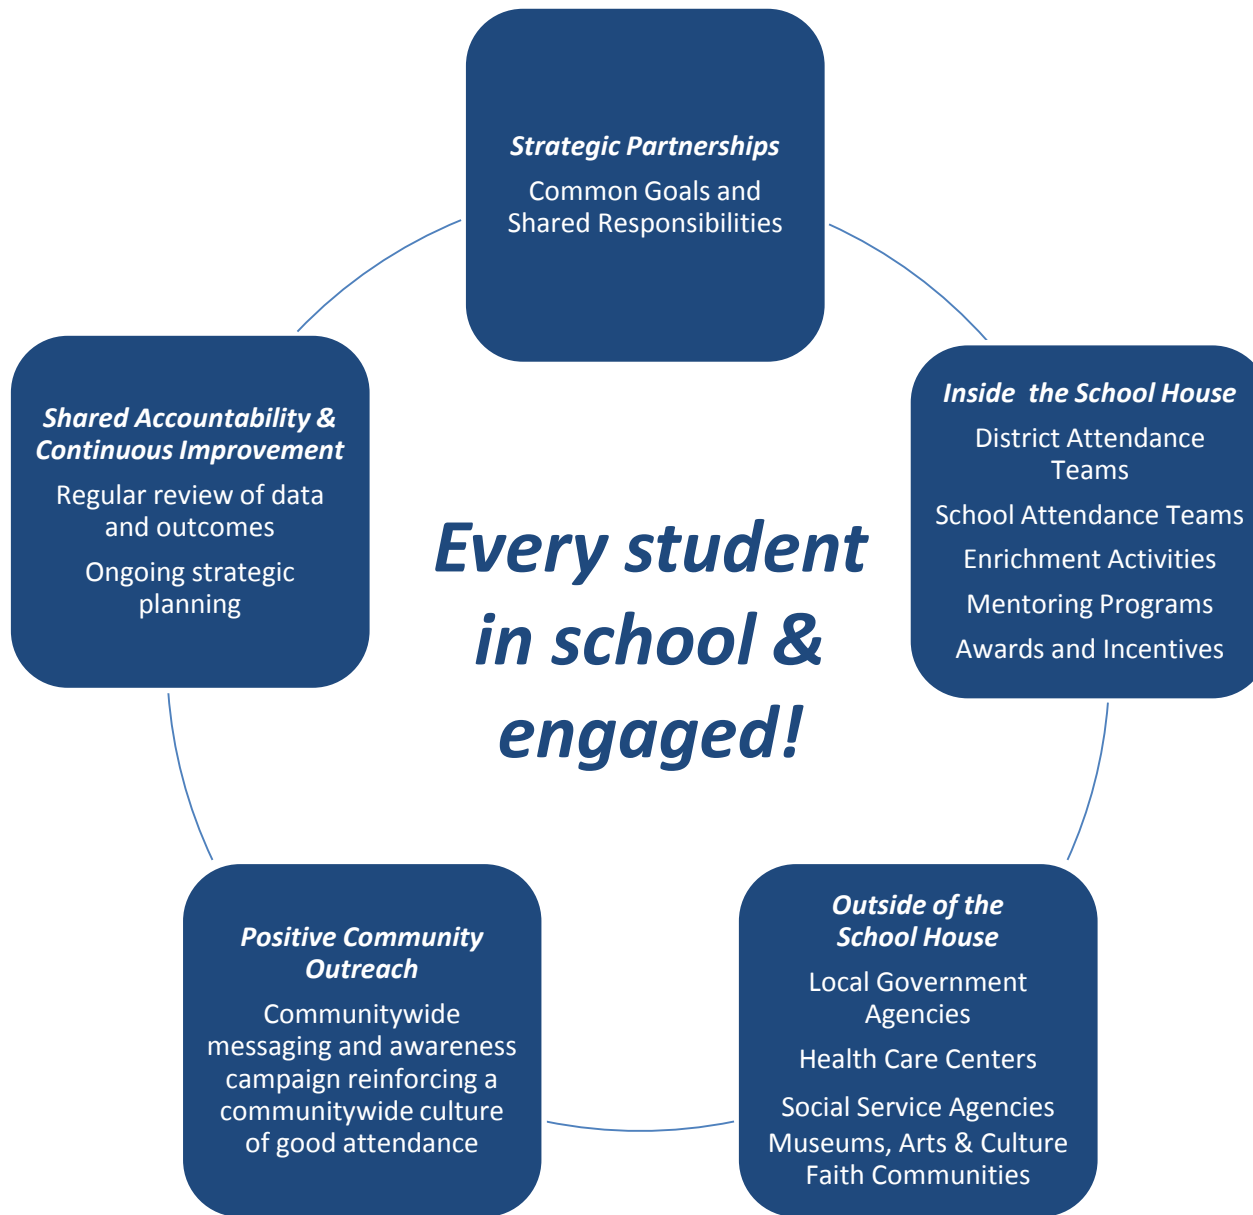 Strategic Partnerships
Common Goals and
Shared Responsibilities
Inside the School House
District Attendance
Teams
School Attendance Teams
Enrichment Activities
Mentoring Programs
Awards and Incentives
Outside of the
School House
Local Government
Agencies
Health Care Centers
Social Service Agencies
Museums, Arts & Culture
Faith Communities
Positive Community
Outreach
Communitywide
messaging and awareness
campaign reinforcing a
communitywide culture
of good attendance
Shared Accountability &
Continuous Improvement
Regular review of data
and outcomes
Ongoing strategic
planning
Every student
in school &
engaged!